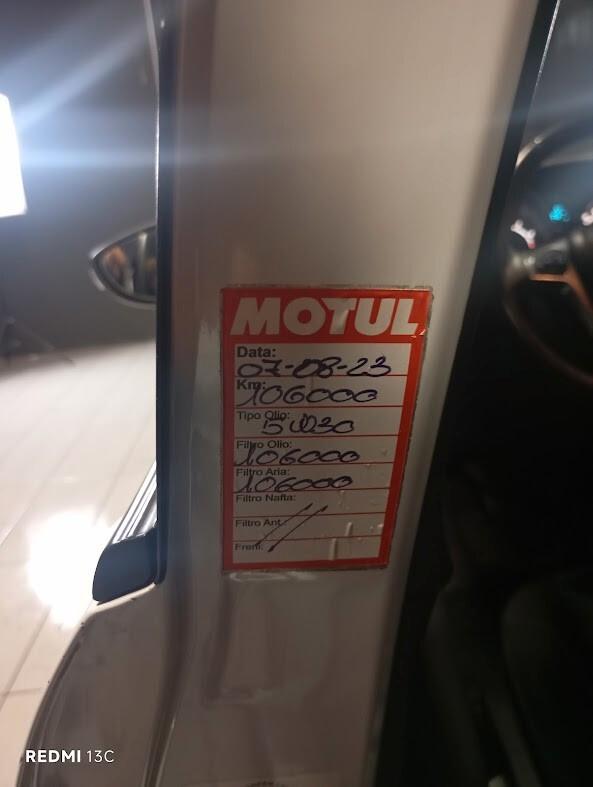 MOTUL
Data:
07-08-23
Km:
106000
Tipo Olio:
5W30
Filtro Olio:
106000
Filtro Aria:
106000
Filtro Nafta:
Filtro Ant.:
Freni:
REDMI 13C